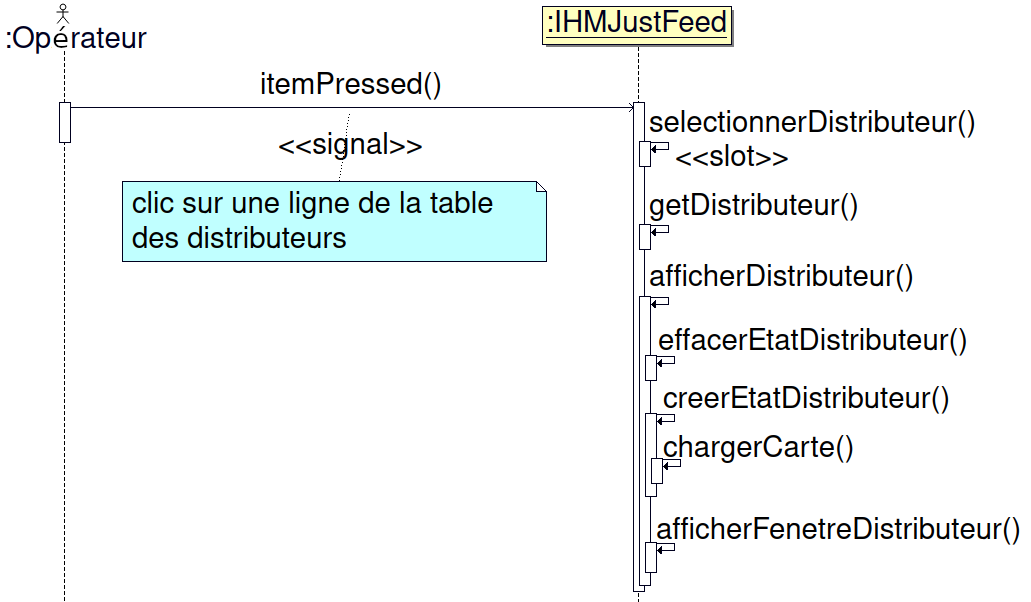 :Opérateur
:IHMJustFeed
itemPressed()
<<signal>>
clic sur une ligne de la table
des distributeurs
selectionnerDistributeur()
<<slot>>
getDistributeur()
afficherDistributeur()
effacerEtatDistributeur()
creerEtatDistributeur()
chargerCarte()
afficherFenetreDistributeur()